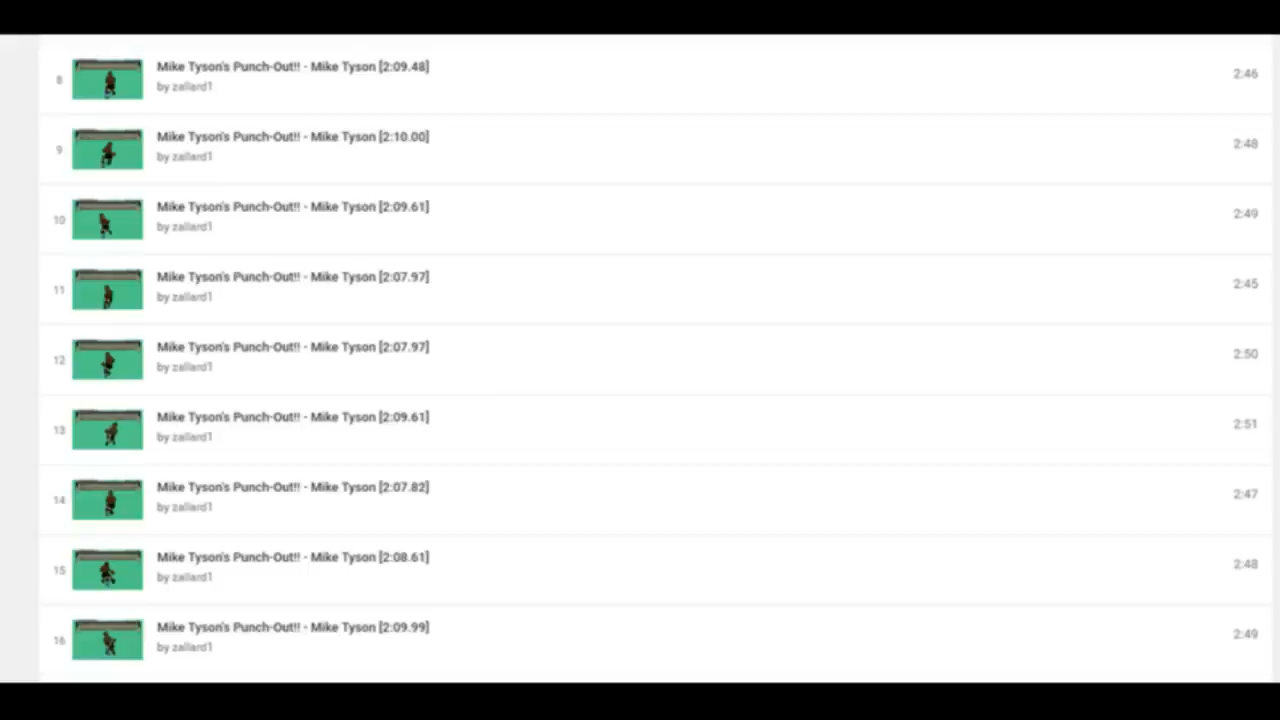 8
Mike Tyson's Punch-Out!! - Mike Tyson [2:09.48]
by zallard1
2:46
9
Mike Tyson's Punch-Out!! - Mike Tyson [2:10.00]
by zallard1
2:48
10
Mike Tyson's Punch-Out!! - Mike Tyson [2:09.61]
by zallard1
2:49
11
Mike Tyson's Punch-Out!! - Mike Tyson [2:07.97]
by zallard1
2:45
12
Mike Tyson's Punch-Out!! - Mike Tyson [2:07.97]
by zallard1
2:50
13
Mike Tyson's Punch-Out!! - Mike Tyson [2:09.61]
by zallard1
2:51
14
Mike Tyson's Punch-Out!! - Mike Tyson [2:07.82]
by zallard1
2:47
15
Mike Tyson's Punch-Out!! - Mike Tyson [2:08.61]
by zallard1
2:48
16
Mike Tyson's Punch-Out!! - Mike Tyson [2:09.99]
by zallard1
2:49